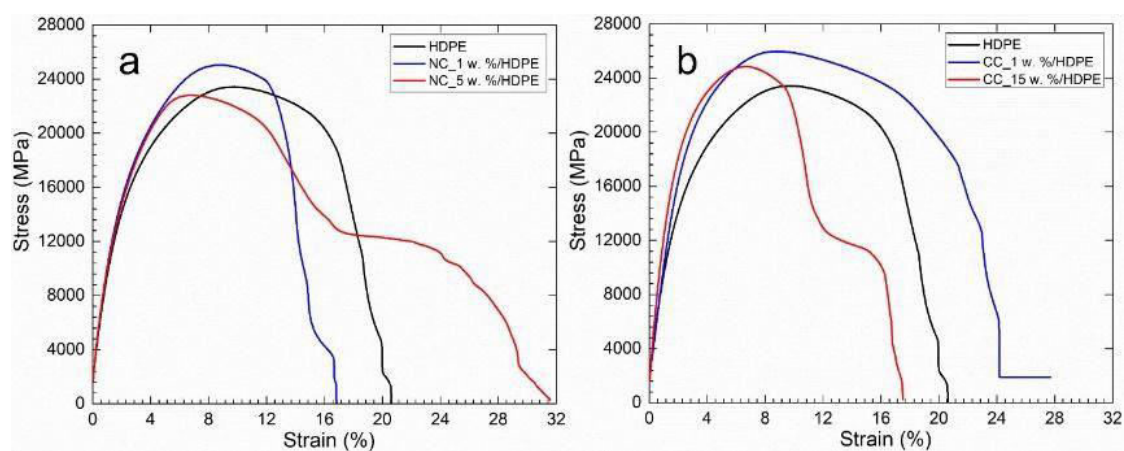 a
HDPE
NC_1 w. %/HDPE
NC_5 w. %/HDPE
Stress (MPa)
24000
20000
16000
12000
8000
4000
0
0 4 8 12 16 20 24 28 32
Strain (%)
b
HDPE
CC_1 w. %/HDPE
CC_15 w. %/HDPE
Stress (MPa)
28000
24000
20000
16000
12000
8000
4000
0
0 4 8 12 16 20 24 28 32
Strain (%)